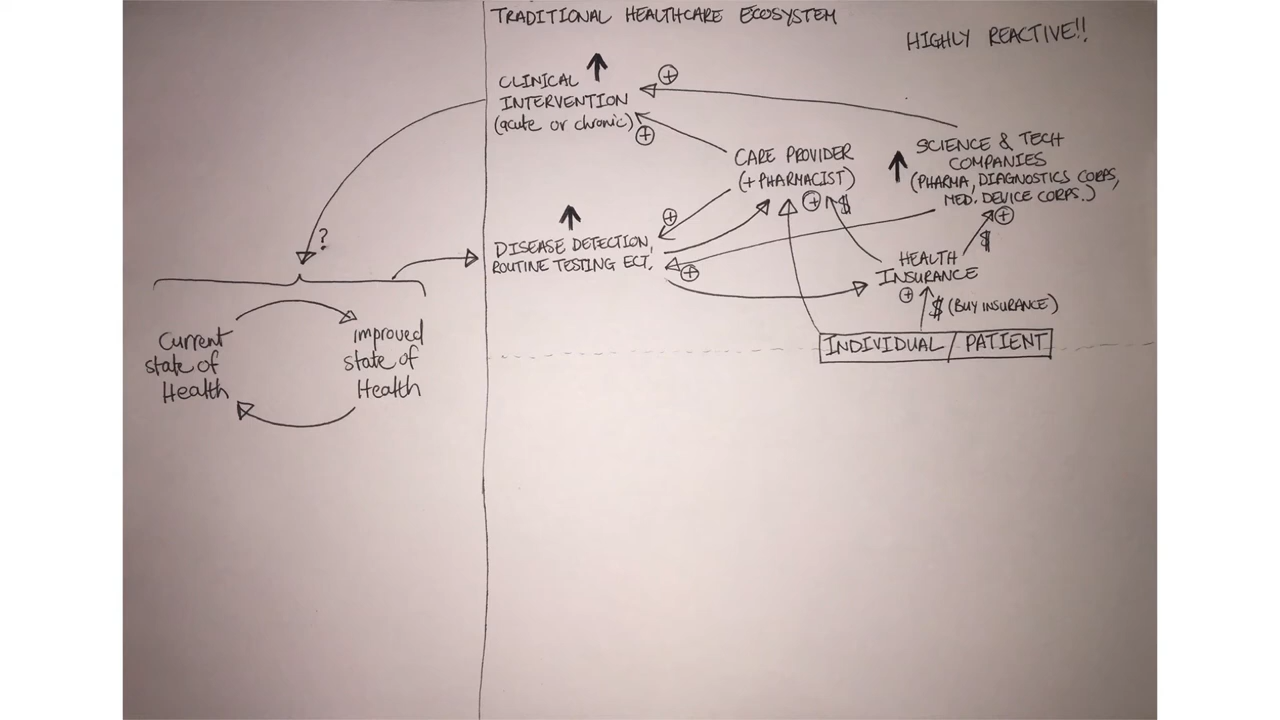 TRADITIONAL HEALTHCARE ECOSYSTEM
HIGHLY REACTIVE!!
CLINICAL
INTERVENTION
(acute or chronic)
+
+
SCIENCE & TECH
COMPANIES
(PHARMA, DIAGNOSTICS CORPS,
MED. DEVICE CORPS.)
CARE PROVIDER
(+ PHARMACIST)
+ $
+
$
+
DISEASE DETECTION,
ROUTINE TESTING ECT.
+
HEALTH
INSURANCE
+
$ (BUY INSURANCE)
INDIVIDUAL / PATIENT
?
Current
state of
Health
improved
state of
Health